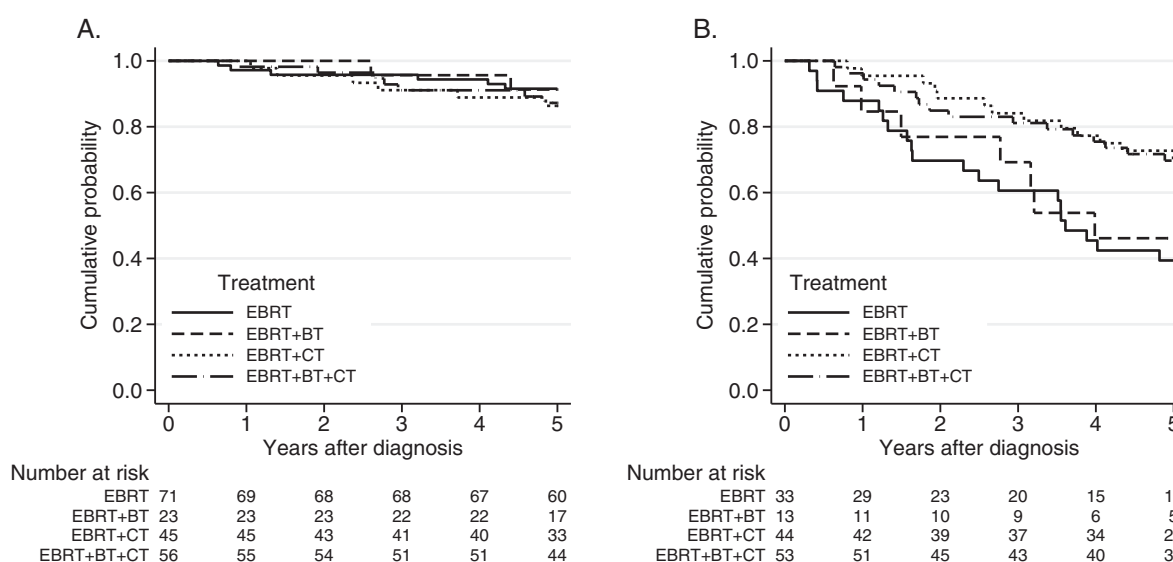 A.
Cumulative probability
1.0
0.8
0.6
0.4
0.2
0.0
Treatment
EBRT
EBRT+BT
EBRT+CT
EBRT+BT+CT
0 1 2 3 4 5
Years after diagnosis
Number at risk
EBRT 71 69 68 68 67 60
EBRT+BT 23 23 23 22 22 17
EBRT+CT 45 45 43 41 40 33
EBRT+BT+CT 56 55 54 51 51 44
B.
Cumulative probability
1.0
0.8
0.6
0.4
0.2
0.0
Treatment
EBRT
EBRT+BT
EBRT+CT
EBRT+BT+CT
0 1 2 3 4
Years after diagnosis
Number at risk
EBRT 33 29 23 20 15
EBRT+BT 13 11 10 9 6
EBRT+CT 44 42 39 37 34
EBRT+BT+CT 53 51 45 43 40